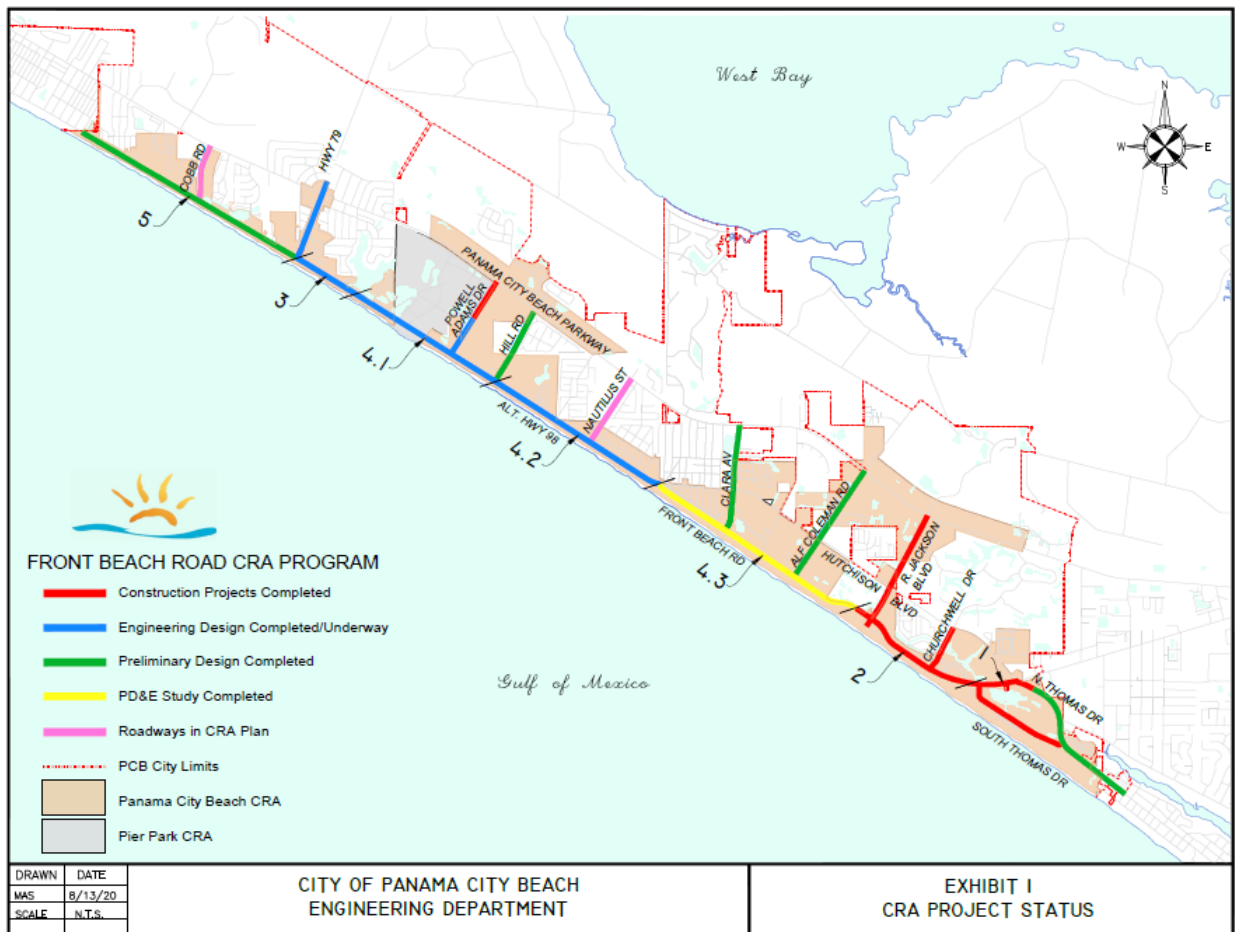 West Bay
N
W
E
S
HWY 79
COBB RD
5
3
PANAMA CITY BEACH PARKWAY
POWELL
ADAMS DR
HILL RD
4.1
NAUTILUS ST
ALT. HWY 98
4.2
CLARA AV
ALF COLEMAN RD
FRONT BEACH RD
HUTCHISON
BLVD
R. JACKSON
BLVD
4.3
CHURCHWELL DR
1
2
N. THOMAS DR
SOUTH THOMAS DR
Gulf of Mexico
FRONT BEACH ROAD CRA PROGRAM
Construction Projects Completed
Engineering Design Completed/Underway
Preliminary Design Completed
PD&E Study Completed
Roadways in CRA Plan
PCB City Limits
Panama City Beach CRA
Pier Park CRA
DRAWN DATE
MAS 8/13/20
SCALE N.T.S.
CITY OF PANAMA CITY BEACH
ENGINEERING DEPARTMENT
EXHIBIT 1
CRA PROJECT STATUS